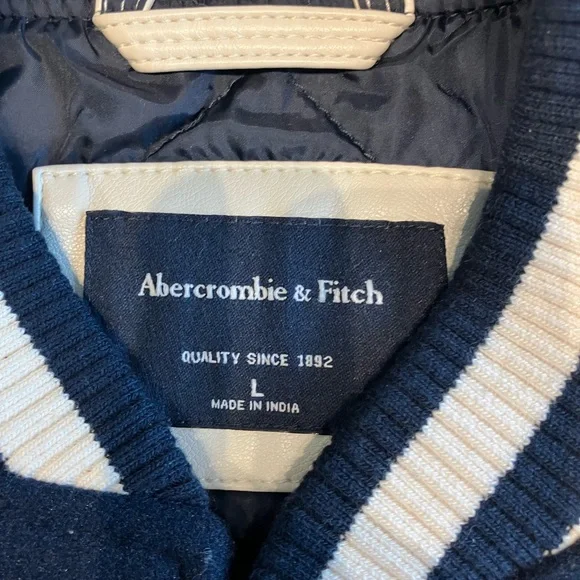 Abercrombie & Fitch
QUALITY SINCE 1892
L
MADE IN INDIA